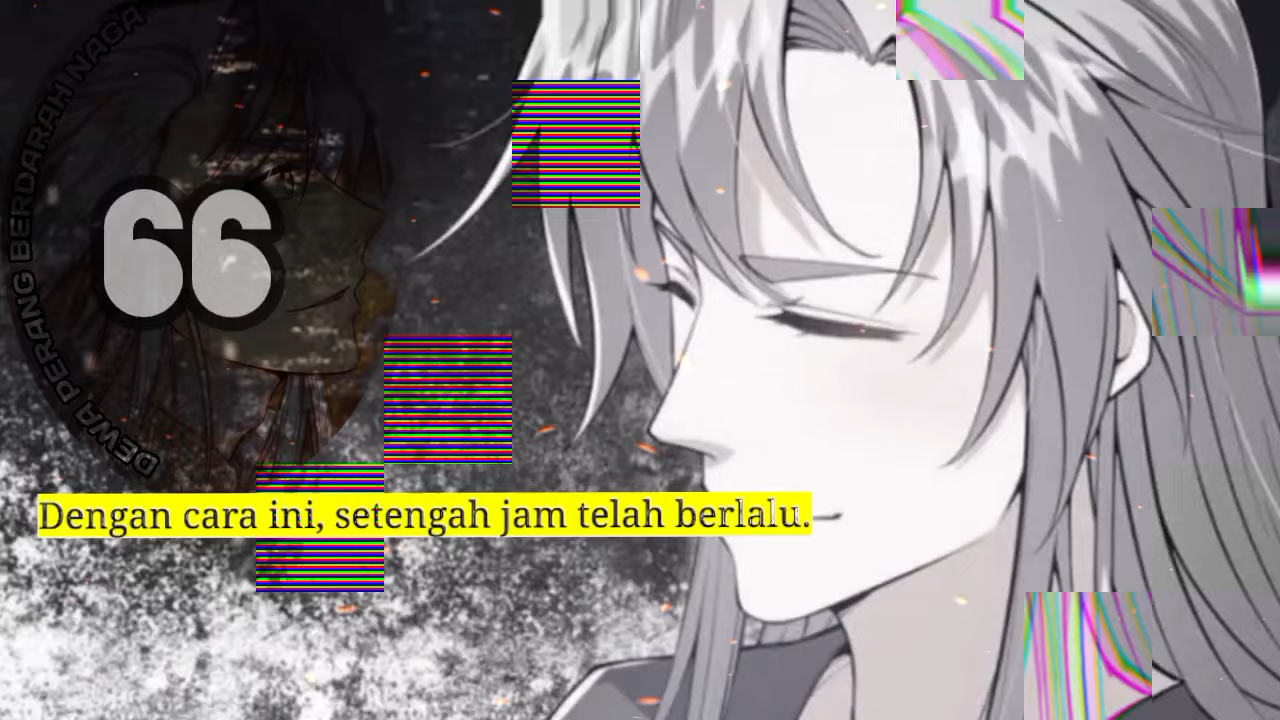 DEWA PERANG BERDARAH NAGA
66
Dengan cara ini, setengah jam telah berlalu.